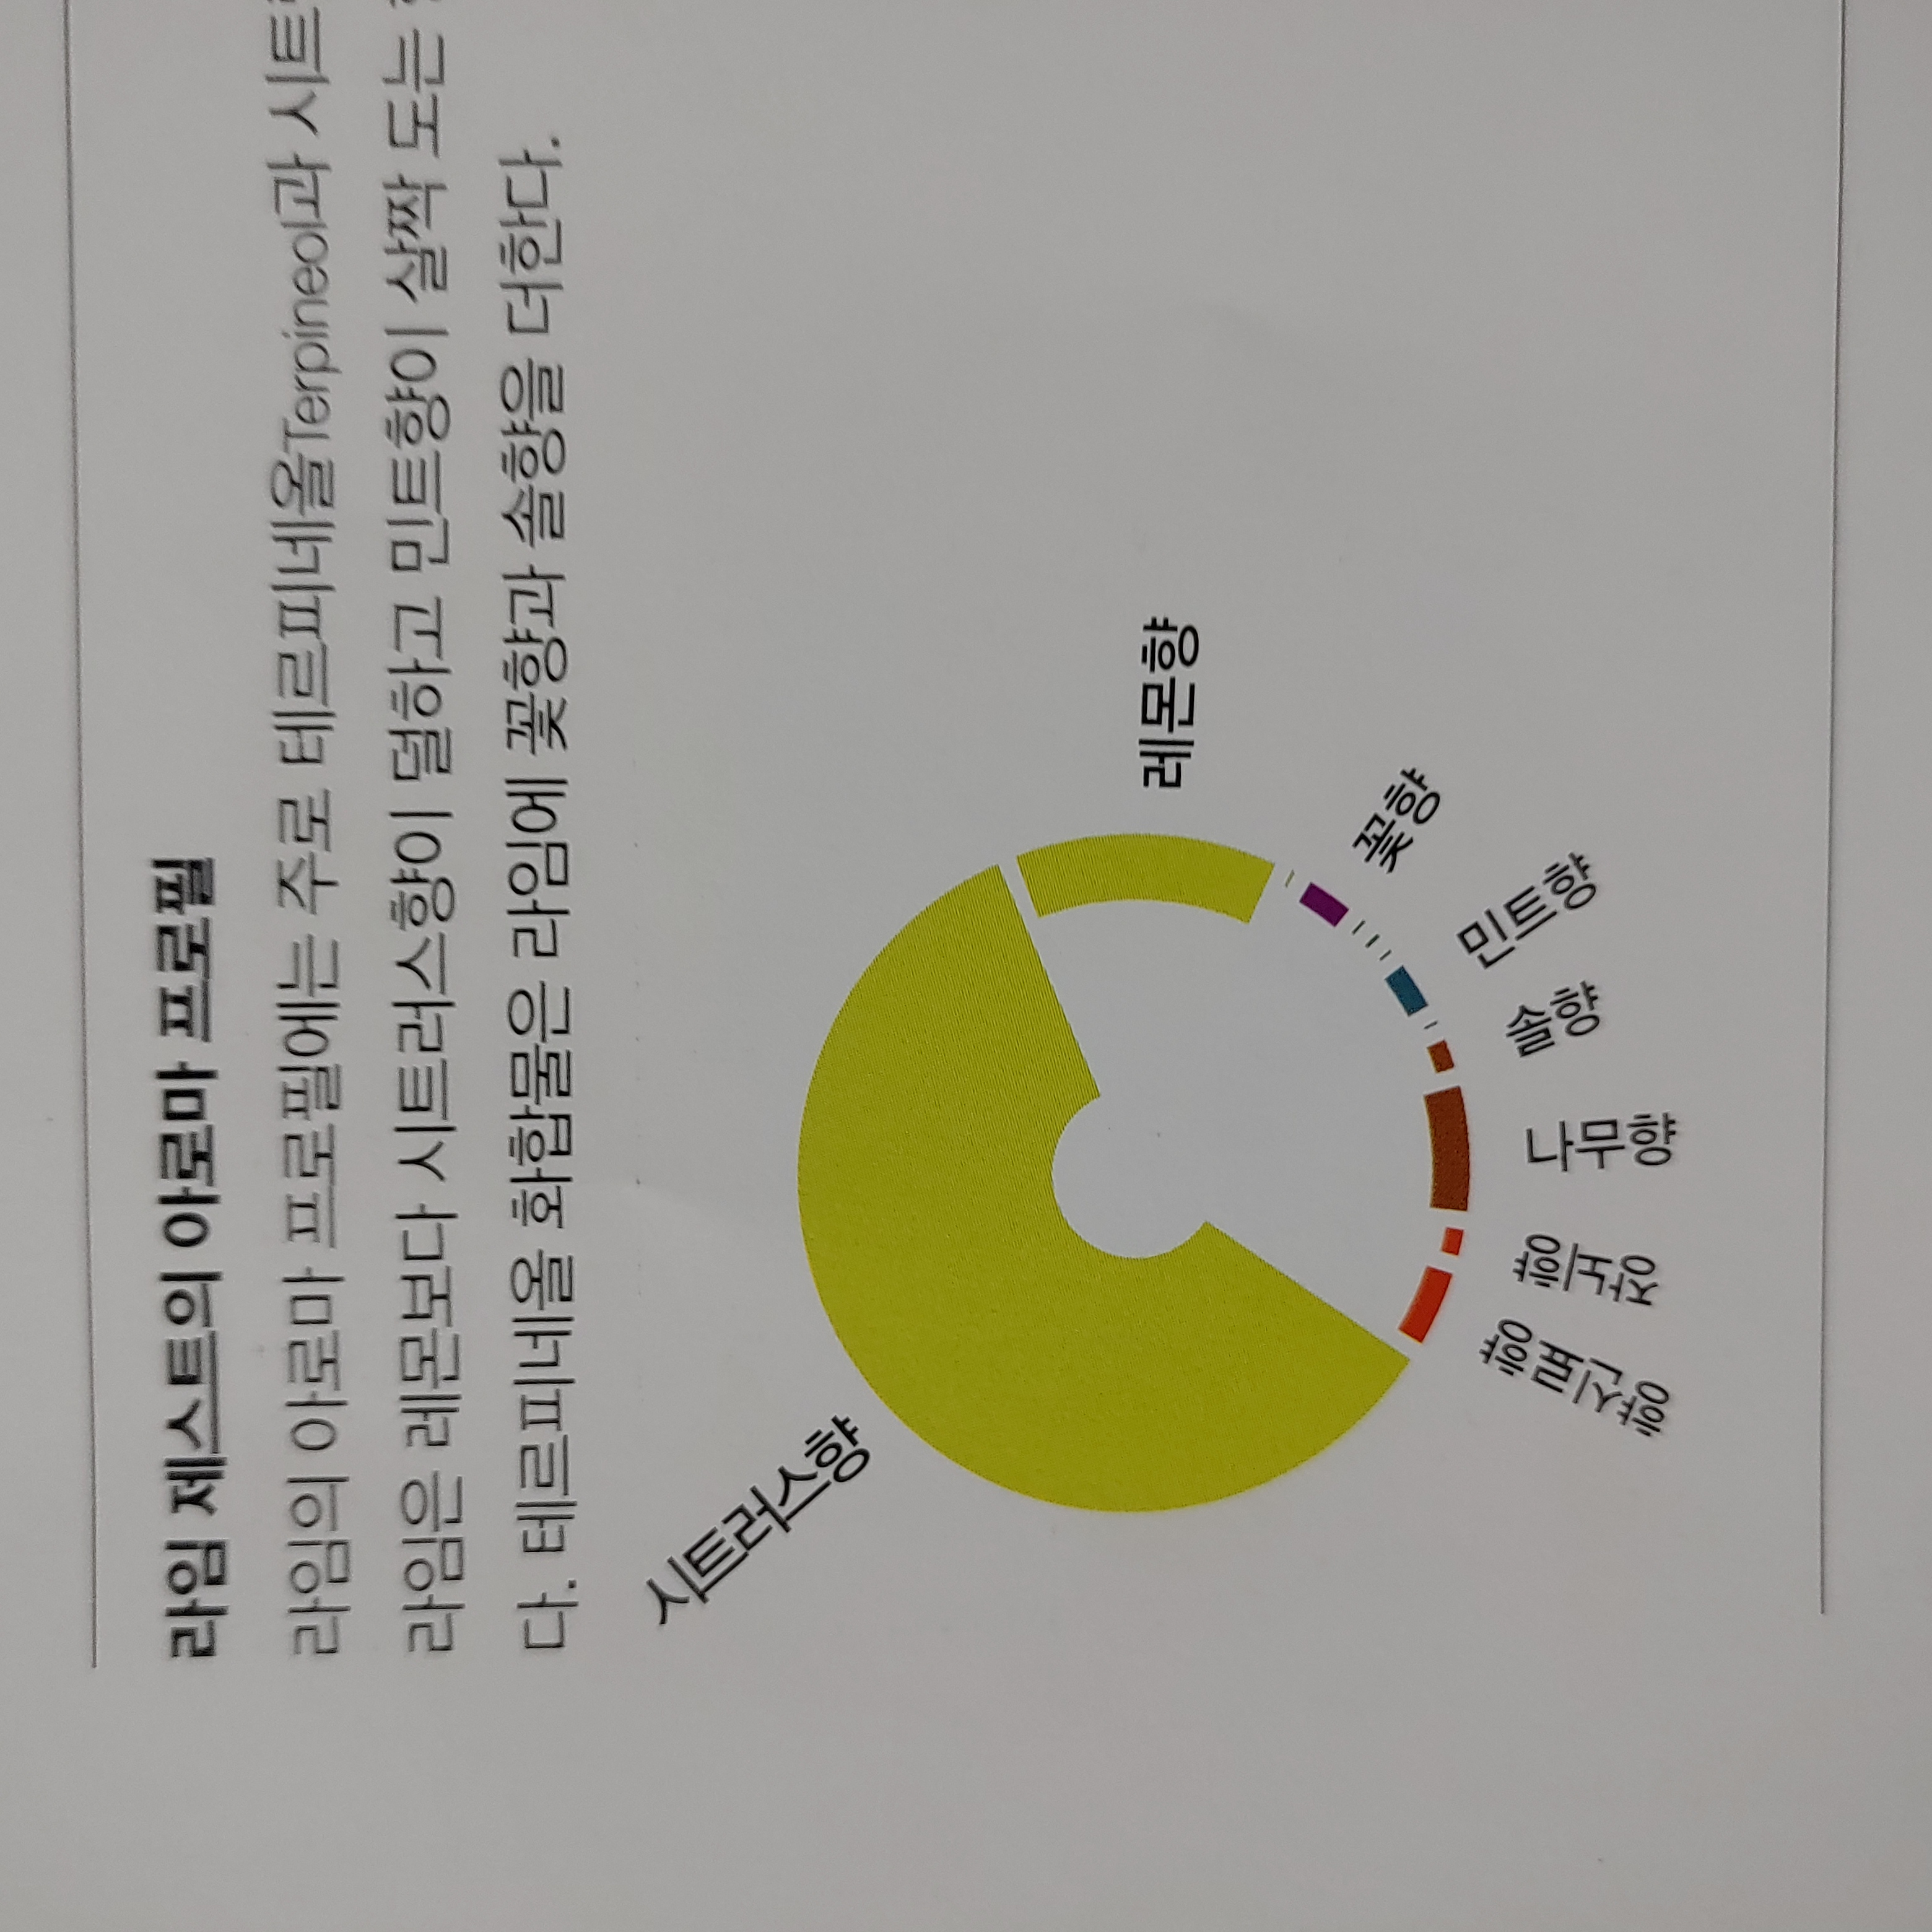 라임 제스트의 아로마 프로필
라임의 아로마 프로필에는 주로 테르피네올Terpineol과 시트
라임은 레몬보다 시트러스향이 덜하고 민트향이 살짝 도는
다. 테르피네올 화합물은 라임에 꽃향과 솔향을 더한다.
시트러스향
레몬향
꽃향
민트향
솔향
나무향
장뇌향
향신료향